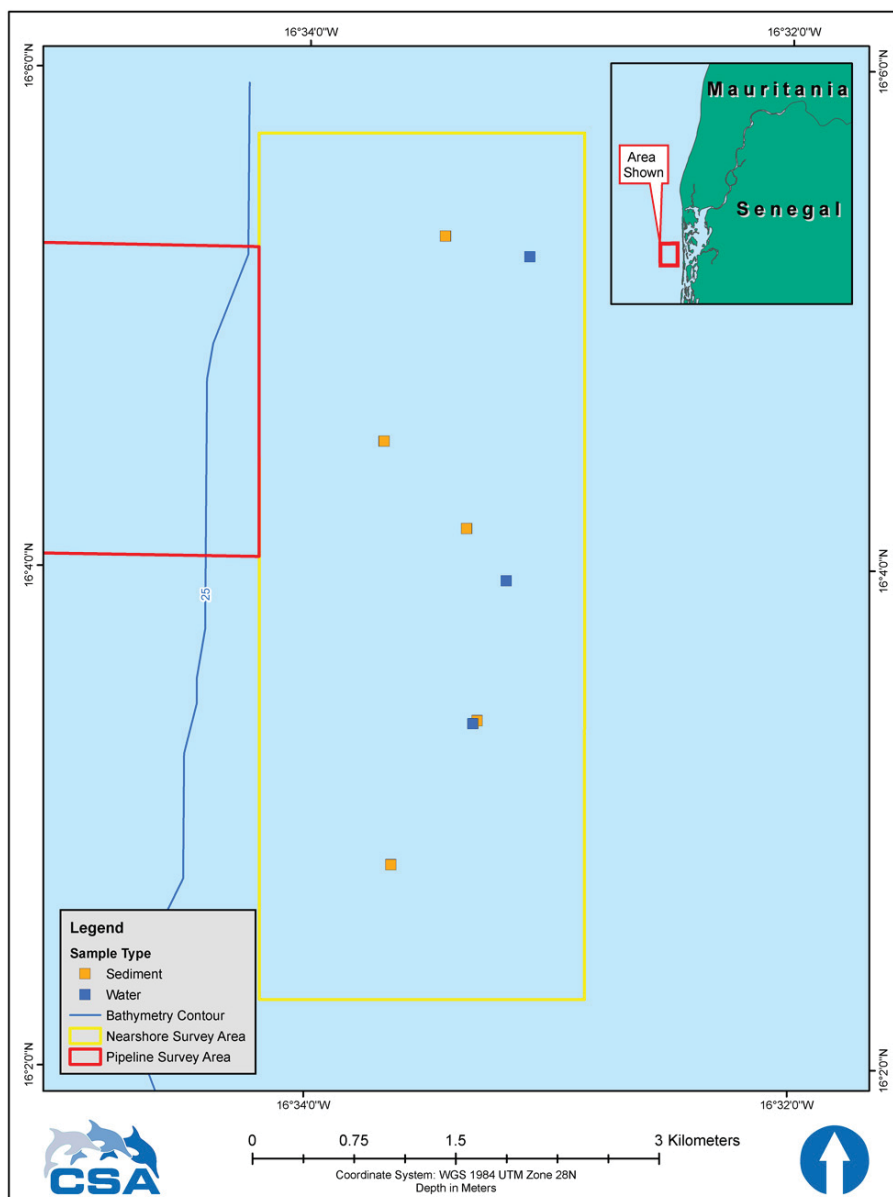 16°34'0"W
16°32'0"W
16°6'0"N
16°6'0"N
Mauritania
Area
Shown
Senegal
16°4'0"N
16°4'0"N
25
Legend
Sample Type
Sediment
Water
Bathymetry Contour
Nearshore Survey Area
Pipeline Survey Area
16°2'0"N
16°2'0"N
16°34'0"W
16°32'0"W
CSA
0 0.75 1.5 3 Kilometers
Coordinate System: WGS 1984 UTM Zone 28N
Depth in Meters